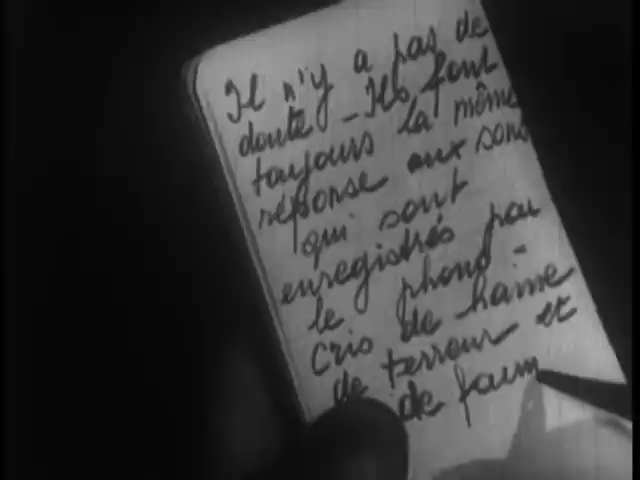 Il n'y a pas de
doute - Ils font
toujours la même
réponse aux sons
qui sont
enregistrés par
le phono -
Cris de haine
de terreur et
de faim